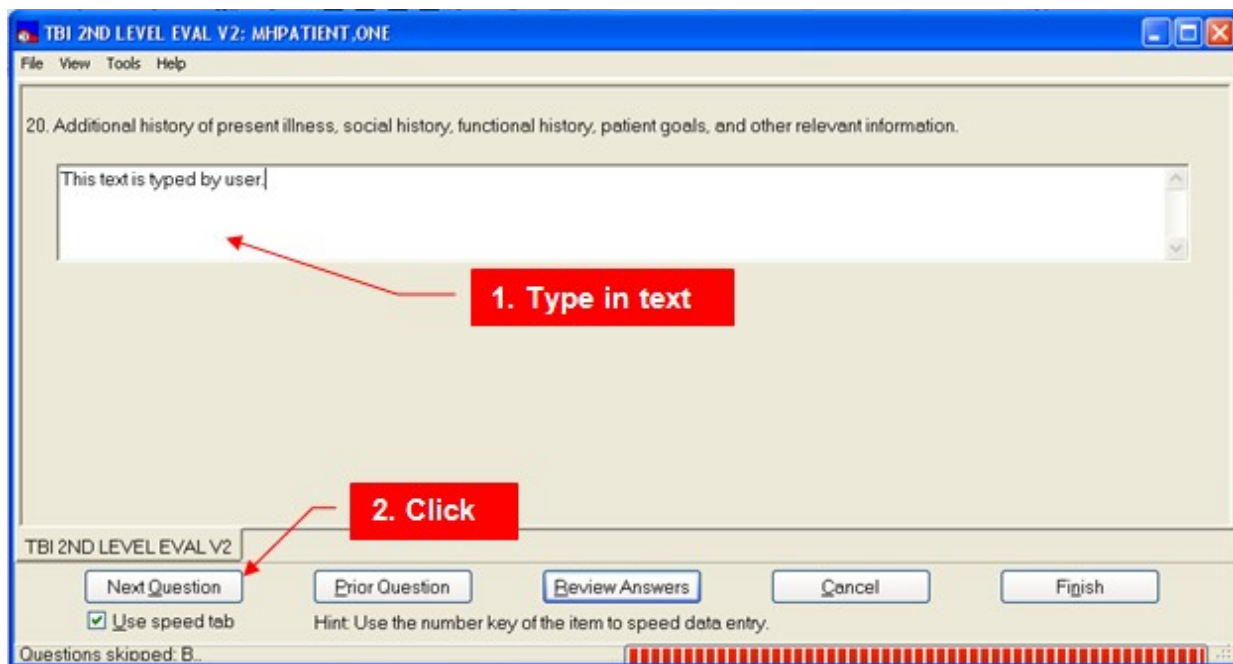 TBI 2ND LEVEL EVAL V2: MHPATIENT,ONE
File View Tools Help
20. Additional history of present illness, social history, functional history, patient goals, and other relevant information.
This text is typed by user.
1. Type in text
2. Click
TBI 2ND LEVEL EVAL V2
Next Question Prior Question Review Answers Cancel Finish
Use speed tab Hint: Use the number key of the item to speed data entry.
Questions skipped: B..